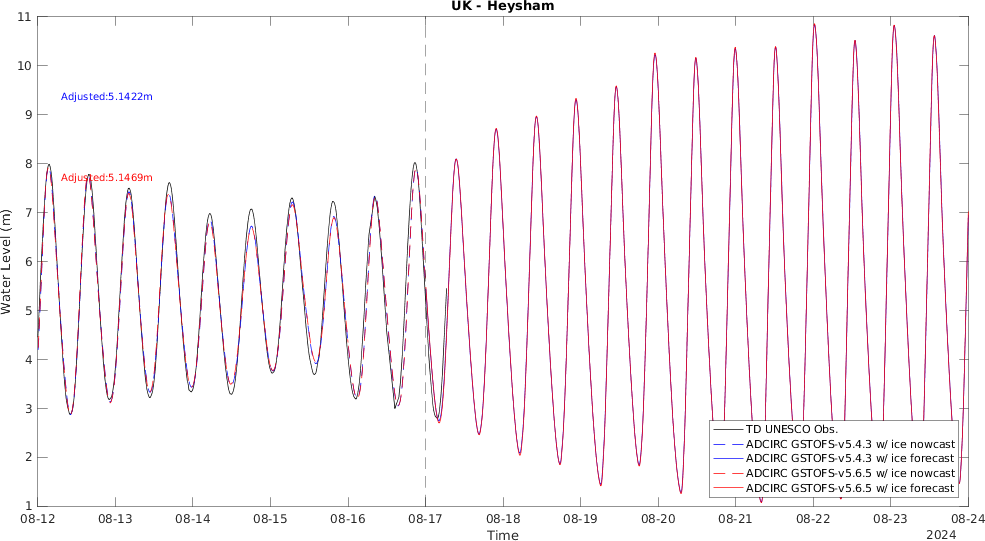 UK - Heysham
11
10
9
8
7
6
5
4
3
2
1
Water Level (m)
Adjusted:5.1422m
Adjusted:5.1469m
TD UNESCO Obs.
ADCIRC GSTOFS-v5.4.3 w/ ice nowcast
ADCIRC GSTOFS-v5.4.3 w/ ice forecast
ADCIRC GSTOFS-v5.6.5 w/ ice nowcast
ADCIRC GSTOFS-v5.6.5 w/ ice forecast
08-12 08-13 08-14 08-15 08-16 08-17 08-18 08-19 08-20 08-21 08-22 08-23 08-24
Time
2024